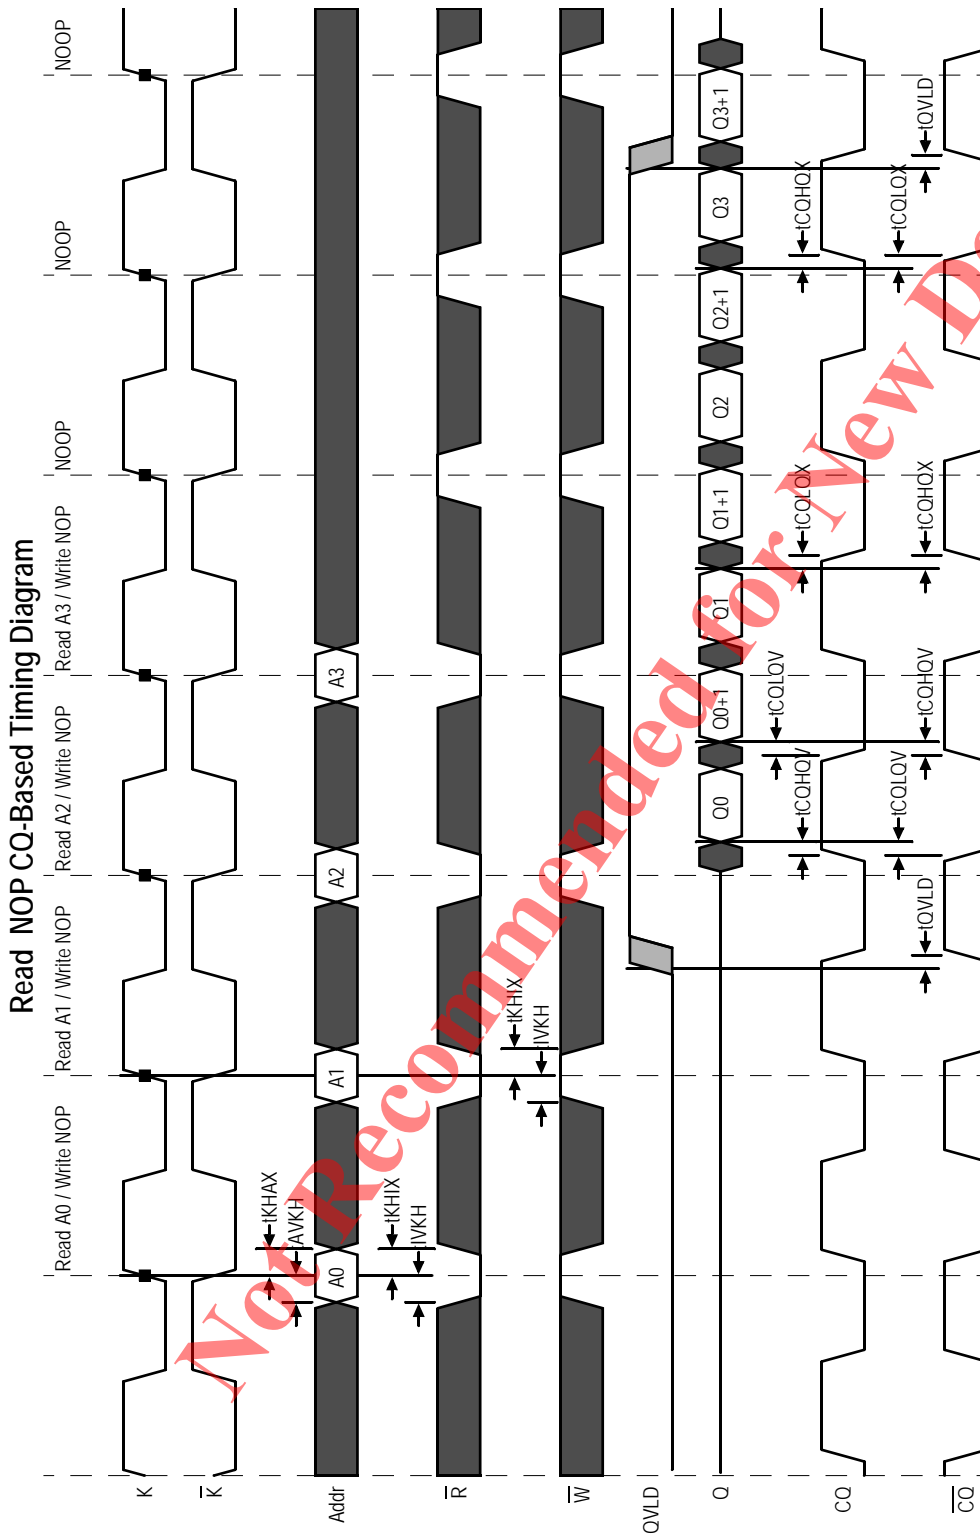 Read NOP CQ-Based Timing Diagram
Read A0 / Write NOP
Read A1 / Write NOP
Read A2 / Write NOP
Read A3 / Write NOP
NOOP
NOOP
NOOP
K
K
tKHAX
tAVKH
Addr
A0
A1
A2
A3
tKHIX
tIVKH
R
tKHIX
tIVKH
W
QVLD
Q
Q0
Q0+1
Q1
Q1+1
Q2
Q2+1
Q3
Q3+1
tCQLQV
tCQHQV
tCQLQX
tCQHQX
CQ
tQVLD
tCQLQV
tCQHQV
tCQHQX
tCQLQX
tQVLD
CQ
Not Recommended for New